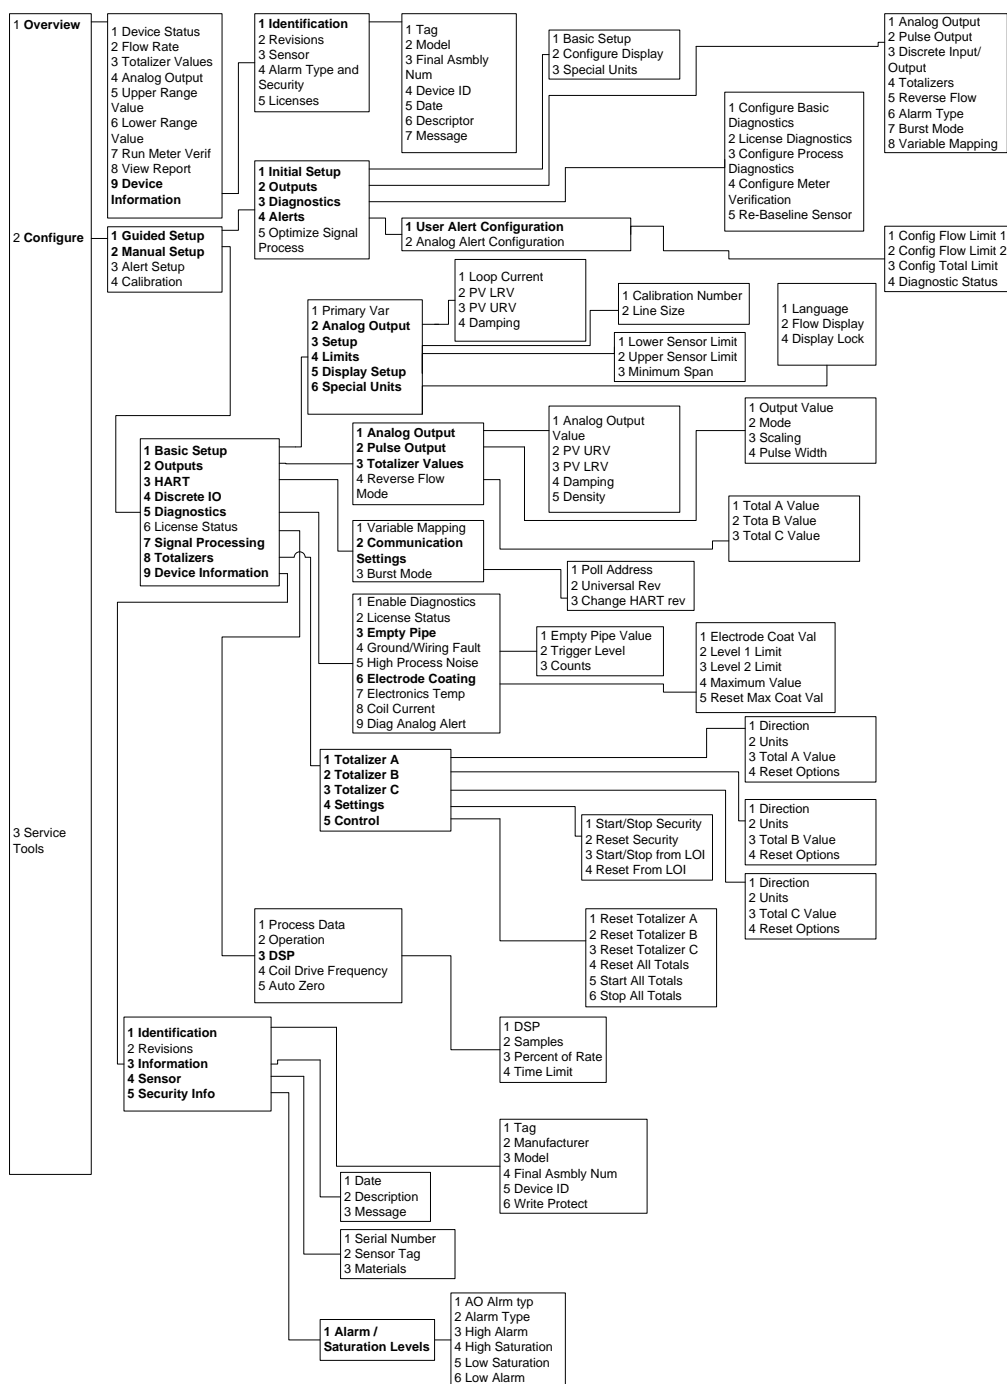 1 Overview
1 Device Status
2 Flow Rate
3 Totalizer Values
4 Analog Output
5 Upper Range
Value
6 Lower Range
Value
7 Run Meter Verif
8 View Report
9 Device
Information
1 Identification
2 Revisions
3 Sensor
4 Alarm Type and
Security
5 Licenses
1 Tag
2 Model
3 Final Asmbly
Num
4 Device ID
5 Date
6 Descriptor
7 Message
1 Basic Setup
2 Configure Display
3 Special Units
1 Analog Output
2 Pulse Output
3 Discrete Input/
Output
4 Totalizers
5 Reverse Flow
6 Alarm Type
7 Burst Mode
8 Variable Mapping
1 Configure Basic
Diagnostics
2 License Diagnostics
3 Configure Process
Diagnostics
4 Configure Meter
Verification
5 Re-Baseline Sensor
1 Initial Setup
2 Outputs
3 Diagnostics
4 Alerts
5 Optimize Signal
Process
2 Configure
1 Guided Setup
2 Manual Setup
3 Alert Setup
4 Calibration
1 User Alert Configuration
2 Analog Alert Configuration
1 Config Flow Limit 1
2 Config Flow Limit 2
3 Config Total Limit
4 Diagnostic Status
1 Primary Var
2 Analog Output
3 Setup
4 Limits
5 Display Setup
6 Special Units
1 Loop Current
2 PV LRV
3 PV URV
4 Damping
1 Calibration Number
2 Line Size
1 Lower Sensor Limit
2 Upper Sensor Limit
3 Minimum Span
1 Language
2 Flow Display
4 Display Lock
1 Basic Setup
2 Outputs
3 HART
4 Discrete IO
5 Diagnostics
6 License Status
7 Signal Processing
8 Totalizers
9 Device Information
1 Analog Output
2 Pulse Output
3 Totalizer Values
4 Reverse Flow
Mode
1 Analog Output
Value
2 PV URV
3 PV LRV
4 Damping
5 Density
1 Output Value
2 Mode
3 Scaling
4 Pulse Width
1 Total A Value
2 Tota B Value
3 Total C Value
1 Variable Mapping
2 Communication
Settings
3 Burst Mode
1 Poll Address
2 Universal Rev
3 Change HART rev
1 Enable Diagnostics
2 License Status
3 Empty Pipe
4 Ground/Wiring Fault
5 High Process Noise
6 Electrode Coating
7 Electronics Temp
8 Coil Current
9 Diag Analog Alert
1 Empty Pipe Value
2 Trigger Level
3 Counts
1 Electrode Coat Val
2 Level 1 Limit
3 Level 2 Limit
4 Maximum Value
5 Reset Max Coat Val
1 Totalizer A
2 Totalizer B
3 Totalizer C
4 Settings
5 Control
1 Direction
2 Units
3 Total A Value
4 Reset Options
1 Direction
2 Units
3 Total B Value
4 Reset Options
1 Direction
2 Units
3 Total C Value
4 Reset Options
3 Service
Tools
1 Start/Stop Security
2 Reset Security
3 Start/Stop from LOI
4 Reset From LOI
1 Reset Totalizer A
2 Reset Totalizer B
3 Reset Totalizer C
4 Reset All Totals
5 Start All Totals
6 Stop All Totals
1 Process Data
2 Operation
3 DSP
4 Coil Drive Frequency
5 Auto Zero
1 DSP
2 Samples
3 Percent of Rate
4 Time Limit
1 Identification
2 Revisions
3 Information
4 Sensor
5 Security Info
1 Tag
2 Manufacturer
3 Model
4 Final Asmbly Num
5 Device ID
6 Write Protect
1 Date
2 Description
3 Message
1 Serial Number
2 Sensor Tag
3 Materials
1 Alarm /
Saturation Levels
1 AO Alrm typ
2 Alarm Type
3 High Alarm
4 High Saturation
5 Low Saturation
6 Low Alarm